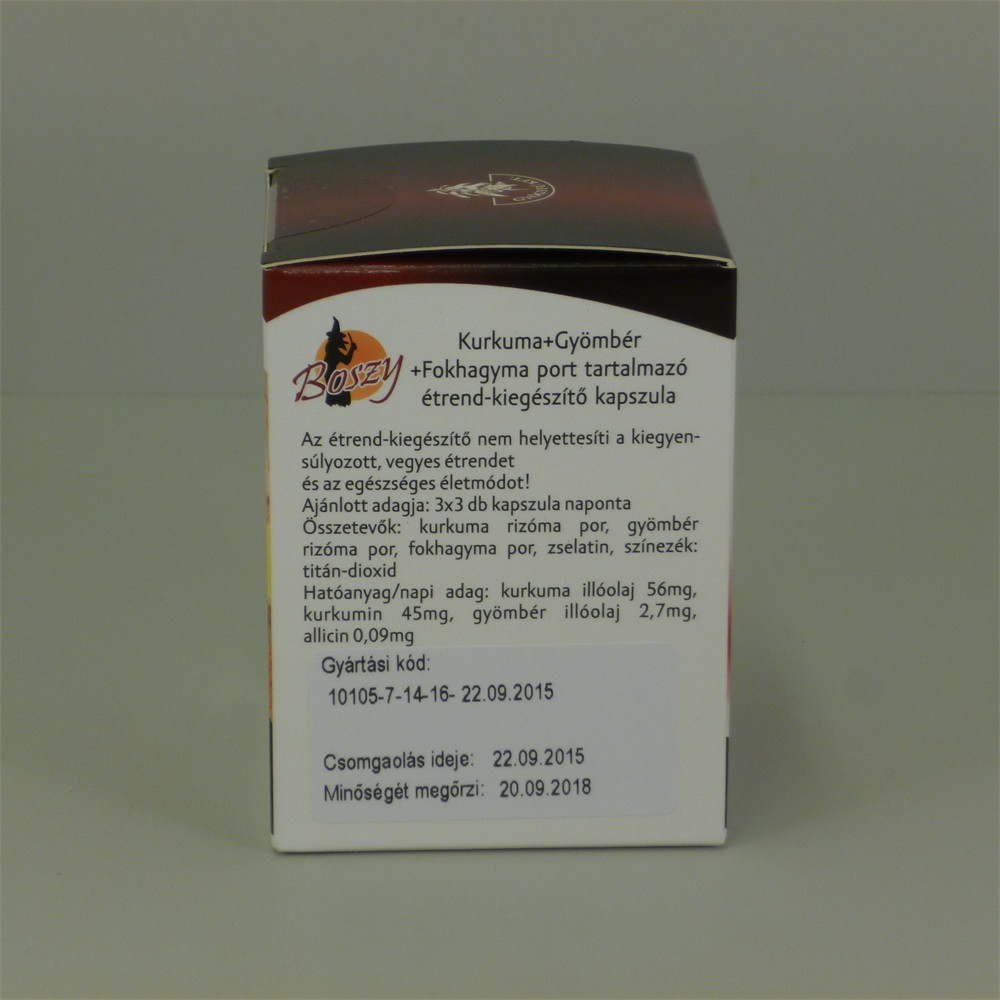 BOSZY
Kurkuma+Gyömbér
+Fokhagyma port tartalmazó
étrend-kiegészítő kapszula
Az étrend-kiegészítő nem helyettesíti a kiegyen-
súlyozott, vegyes étrendet
és az egészséges életmódot!
Ajánlott adagja: 3x3 db kapszula naponta
Összetevők: kurkuma rizóma por, gyömbér
rizóma por, fokhagyma por, zselatin, színezék:
titán-dioxid
Hatóanyag/napi adag: kurkuma illóolaj 56mg,
kurkumin 45mg, gyömbér illóolaj 2,7mg,
allicin 0,09mg
Gyártási kód:
10105-7-14-16- 22.09.2015
Csomgaolás ideje: 22.09.2015
Minőségét megőrzi: 20.09.2018